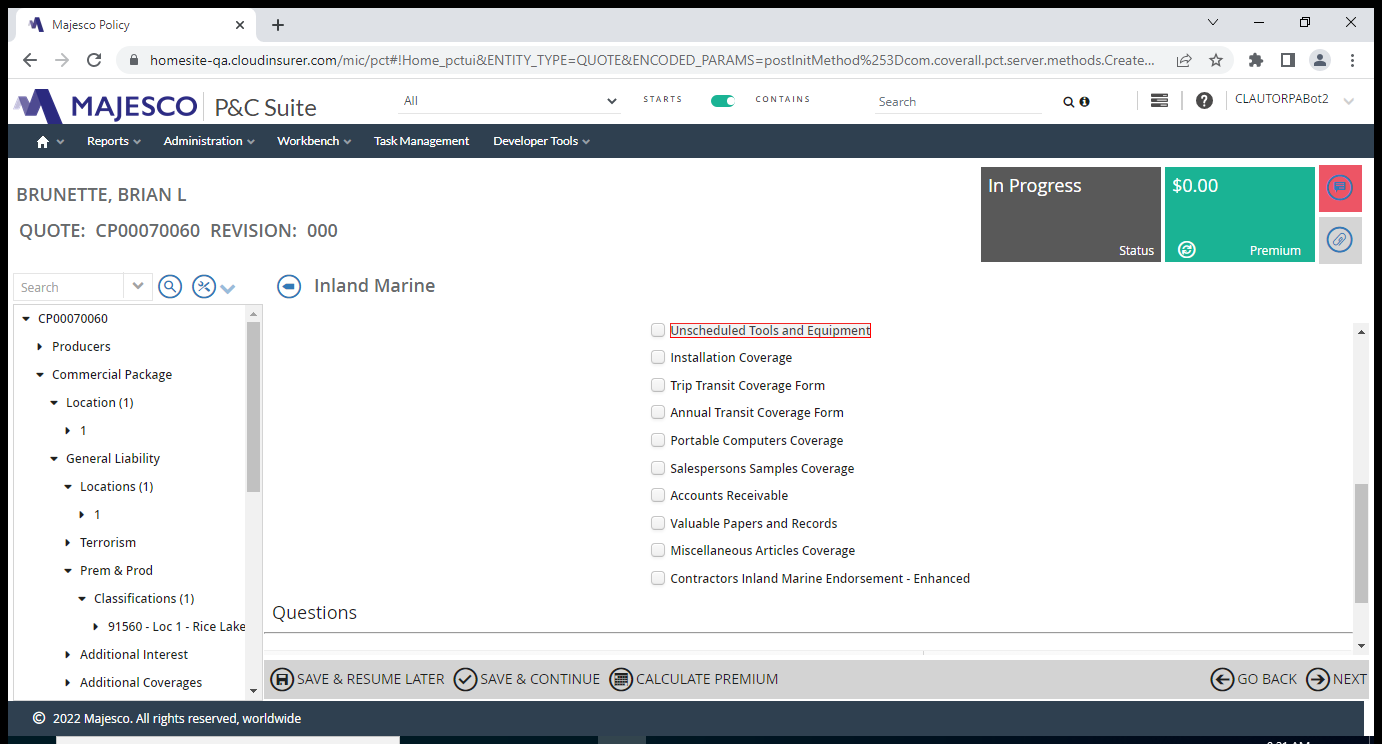 Majesco Policy
homesite-qa.cloudinsurer.com/mic/pct#!Home_pctui&ENTITY_TYPE=QUOTE&ENCODED_PARAMS=postInitMethod%253Dcom.coverall.pct.server.methods.Create...
MAJESCO P&C Suite
All
STARTS CONTAINS
Search
CLAUTORPABot2
Reports Administration Workbench Task Management Developer Tools
BRUNETTE, BRIAN L
QUOTE: CP00070060 REVISION: 000
In Progress
Status
$0.00
Premium
Search
Inland Marine
CP00070060
Producers
Commercial Package
Location (1)
1
General Liability
Locations (1)
1
Terrorism
Prem & Prod
Classifications (1)
91560 - Loc 1 - Rice Lake
Additional Interest
Additional Coverages
Unscheduled Tools and Equipment
Installation Coverage
Trip Transit Coverage Form
Annual Transit Coverage Form
Portable Computers Coverage
Salespersons Samples Coverage
Accounts Receivable
Valuable Papers and Records
Miscellaneous Articles Coverage
Contractors Inland Marine Endorsement - Enhanced
Questions
SAVE & RESUME LATER SAVE & CONTINUE CALCULATE PREMIUM GO BACK NEXT
© 2022 Majesco. All rights reserved, worldwide